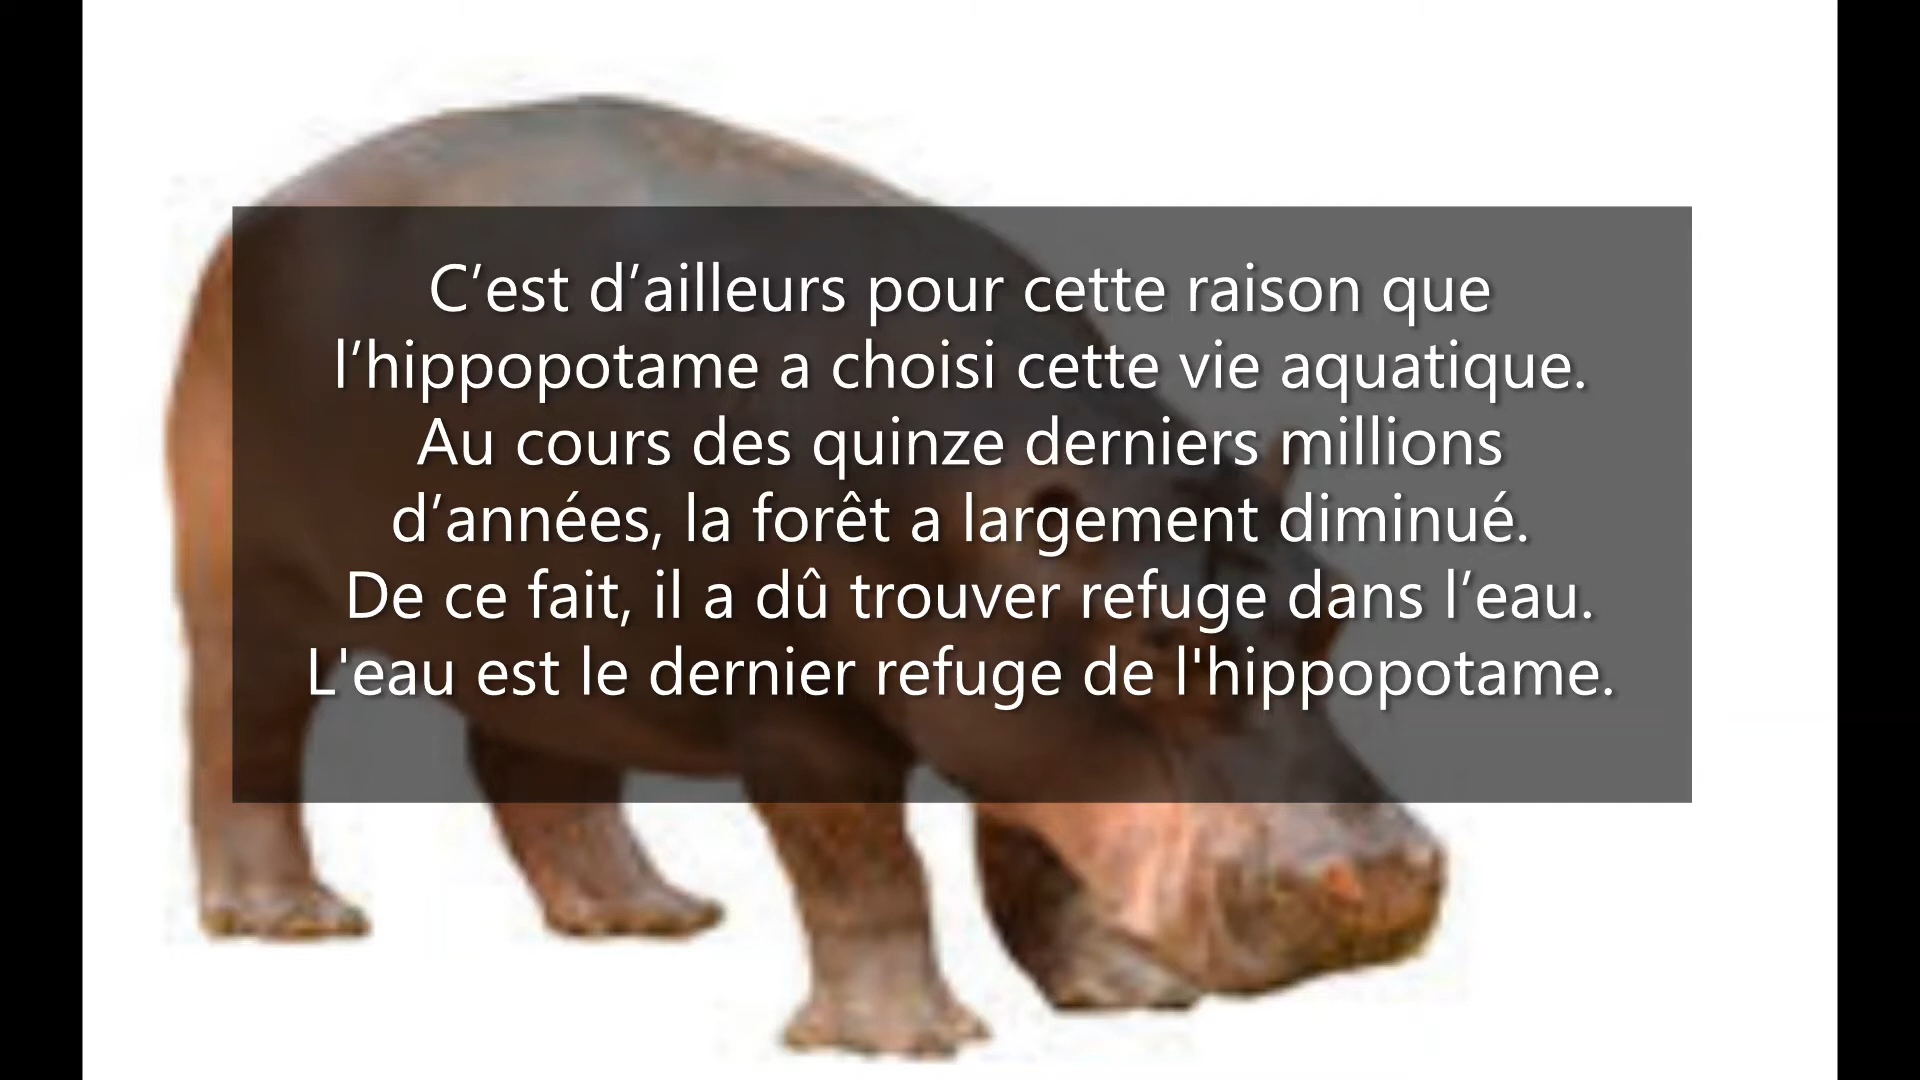 C’est d’ailleurs pour cette raison que
l’hippopotame a choisi cette vie aquatique.
Au cours des quinze derniers millions
d’années, la forêt a largement diminué.
De ce fait, il a dû trouver refuge dans l’eau.
L'eau est le dernier refuge de l'hippopotame.